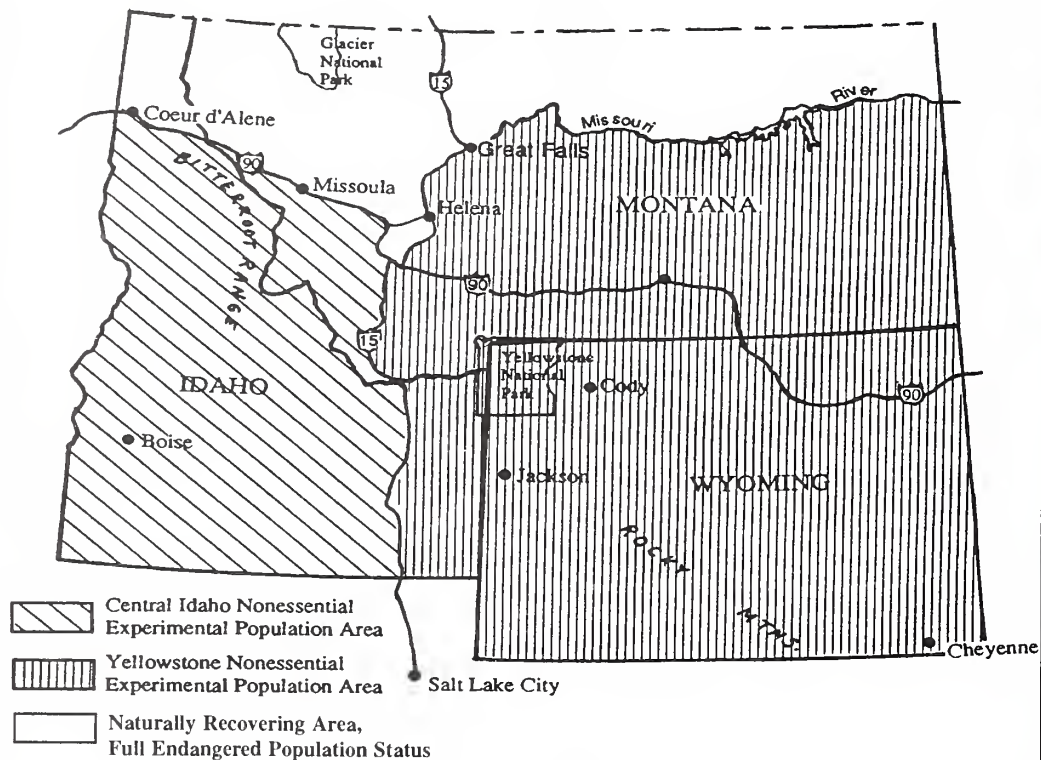 Glacier
National
Park
15
Coeur d'Alene
Missouri
River
90
Great Falls
BITTERROOT RANGE
Missoula
Helena
MONTANA
90
15
Yellowstone
National
Park
Cody
90
IDAHO
Boise
Jackson
WYOMING
ROCKY
MTNS.
Cheyenne
Central Idaho Nonessential
Experimental Population Area
Yellowstone Nonessential
Experimental Population Area
Salt Lake City
Naturally Recovering Area,
Full Endangered Population Status